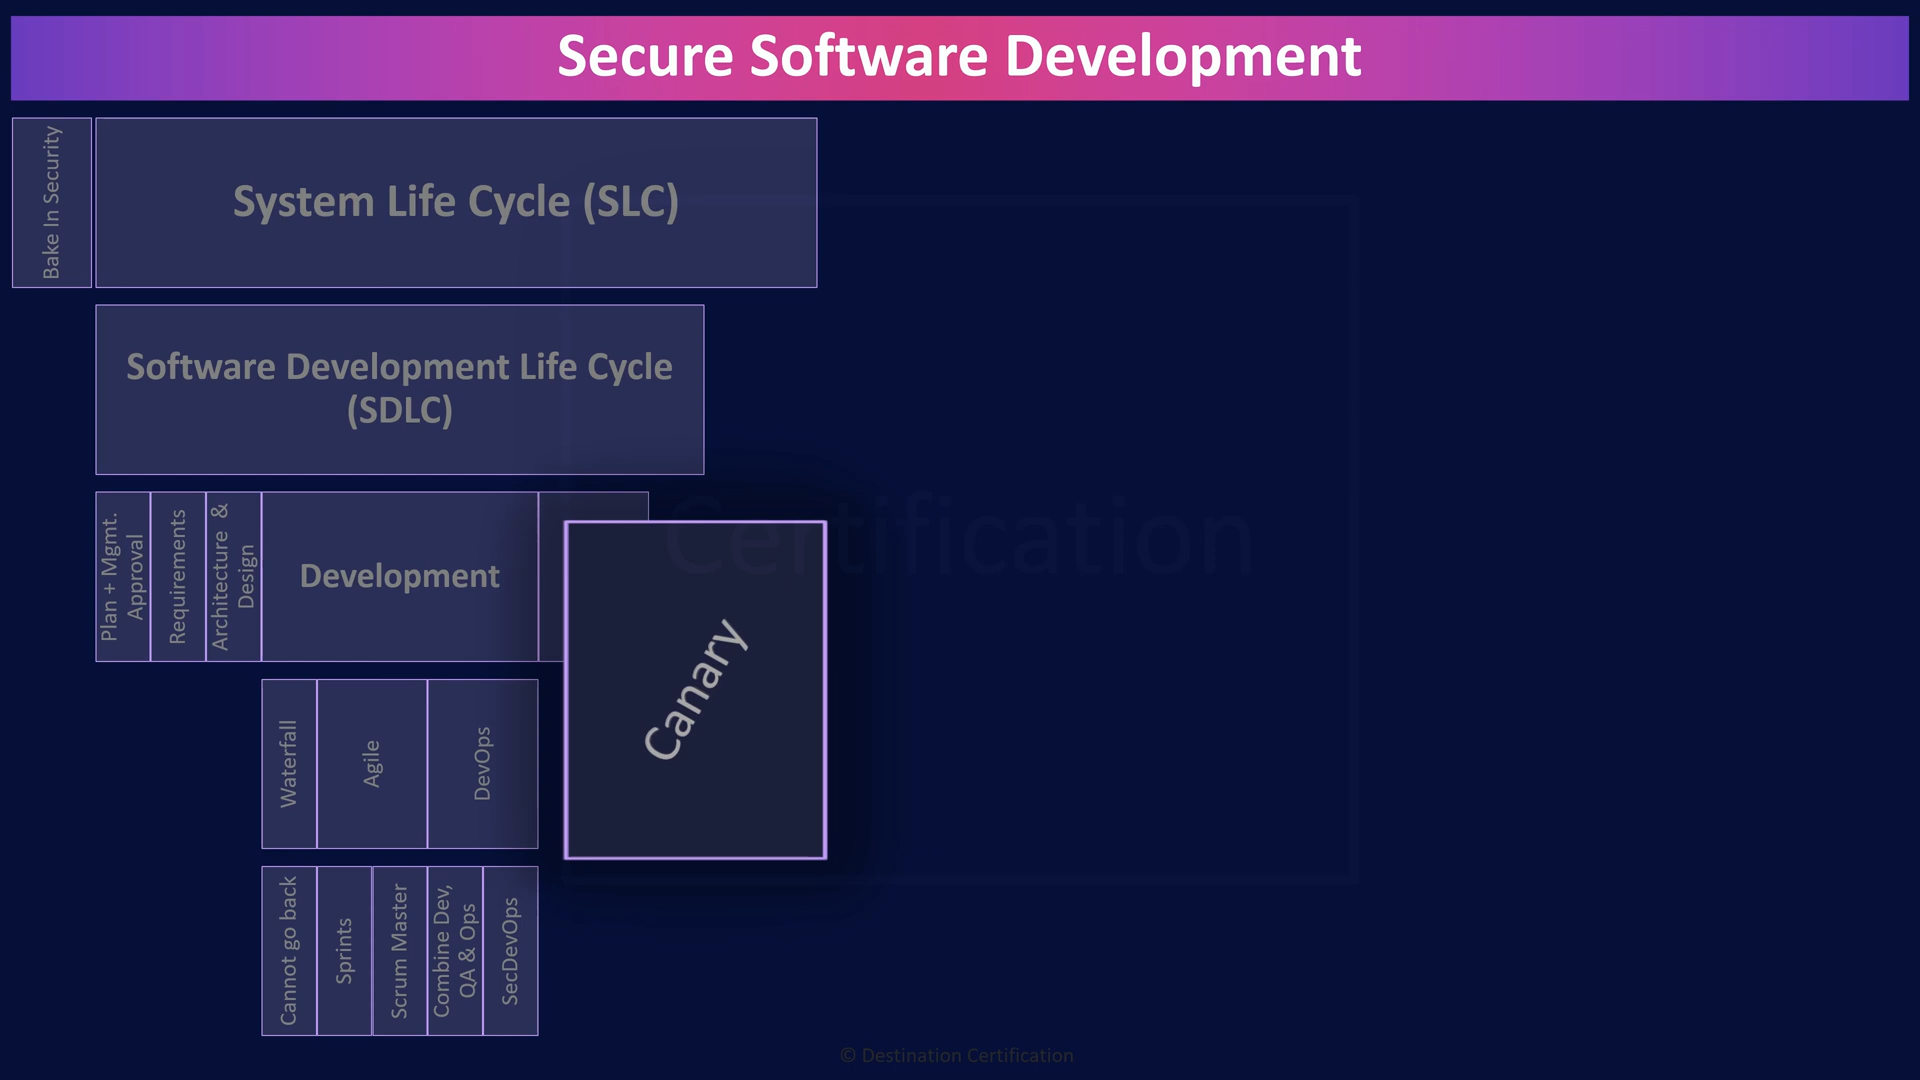 Secure Software Development
Bake In Security
System Life Cycle (SLC)
Software Development Life Cycle
(SDLC)
Plan + Mgmt.
Approval
Requirements
Architecture &
Design
Development
Canary
Waterfall
Agile
DevOps
Cannot go back
Sprints
Scrum Master
Combine Dev,
QA & Ops
SecDevOps
Certification
© Destination Certification